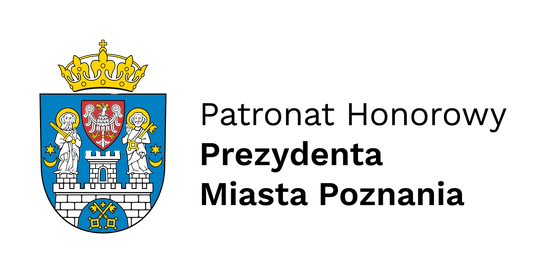 Patronat Honorowy
Prezydenta
Miasta Poznania